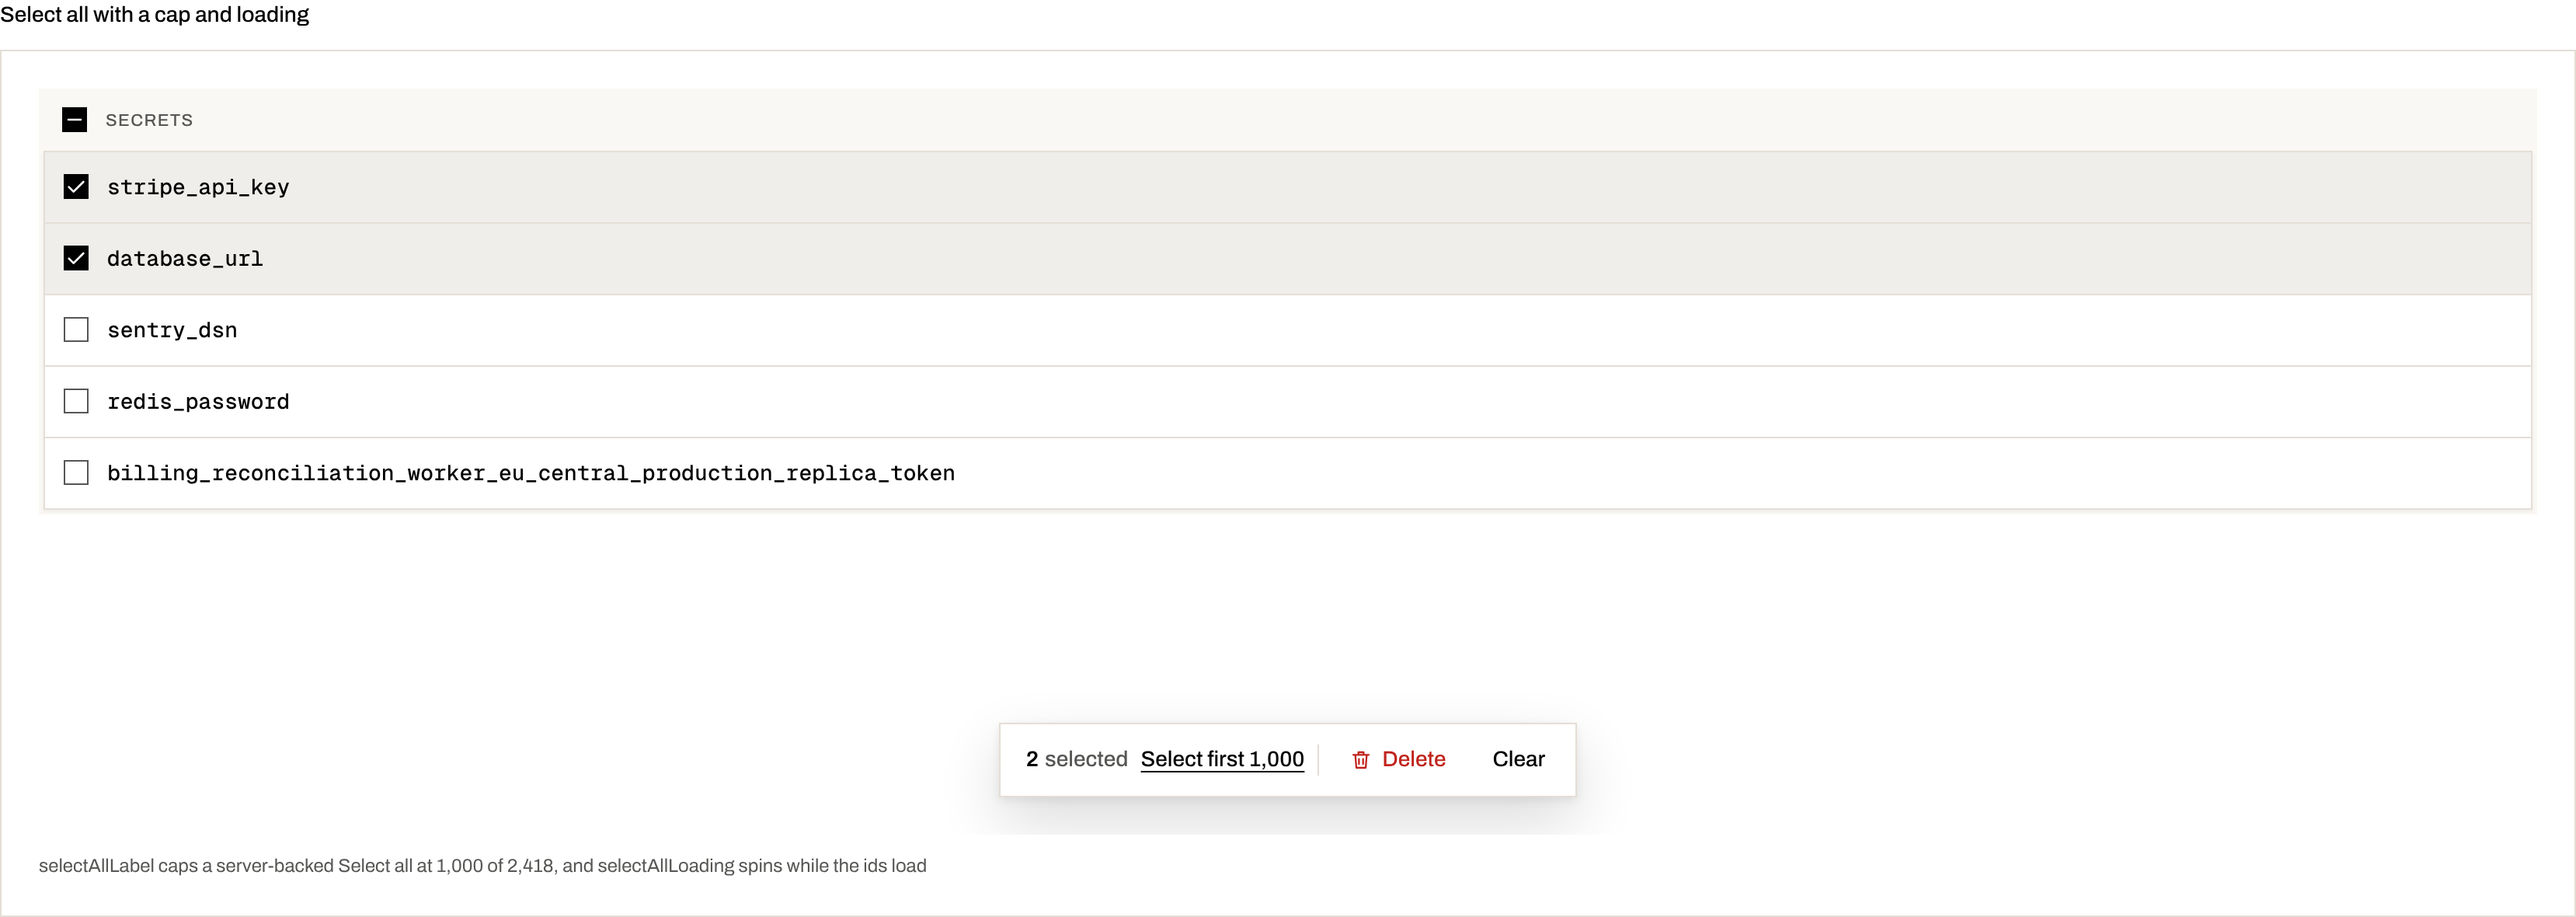 Select all with a cap and loading
SECRETS
stripe_api_key
database_url
sentry_dsn
redis_password
billing_reconciliation_worker_eu_central_production_replica_token
2 selected Select first 1,000 Delete Clear
selectAllLabel caps a server-backed Select all at 1,000 of 2,418, and selectAllLoading spins while the ids load